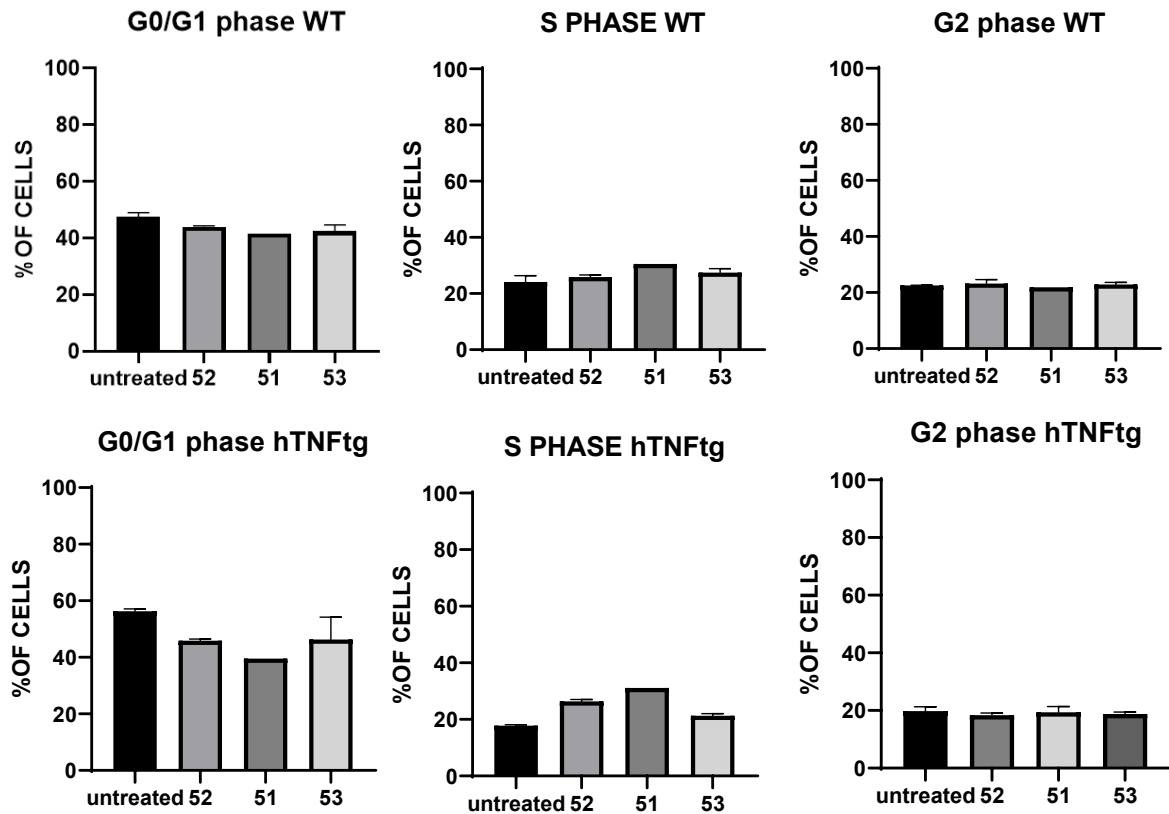 G0/G1 phase WT
100
80
60
40
20
0
% OF CELLS
untreated 52 51 53
S PHASE WT
100
80
60
40
20
0
%OF CELLS
untreated 52 51 53
G2 phase WT
100
80
60
40
20
0
%OF CELLS
untreated 52 51 53
G0/G1 phase hTNFtg
100
80
60
40
20
0
%OF CELLS
untreated 52 51 53
S PHASE hTNFtg
100
80
60
40
20
0
%OF CELLS
untreated 52 51 53
G2 phase hTNFtg
100
80
60
40
20
0
%OF CELLS
untreated 52 51 53